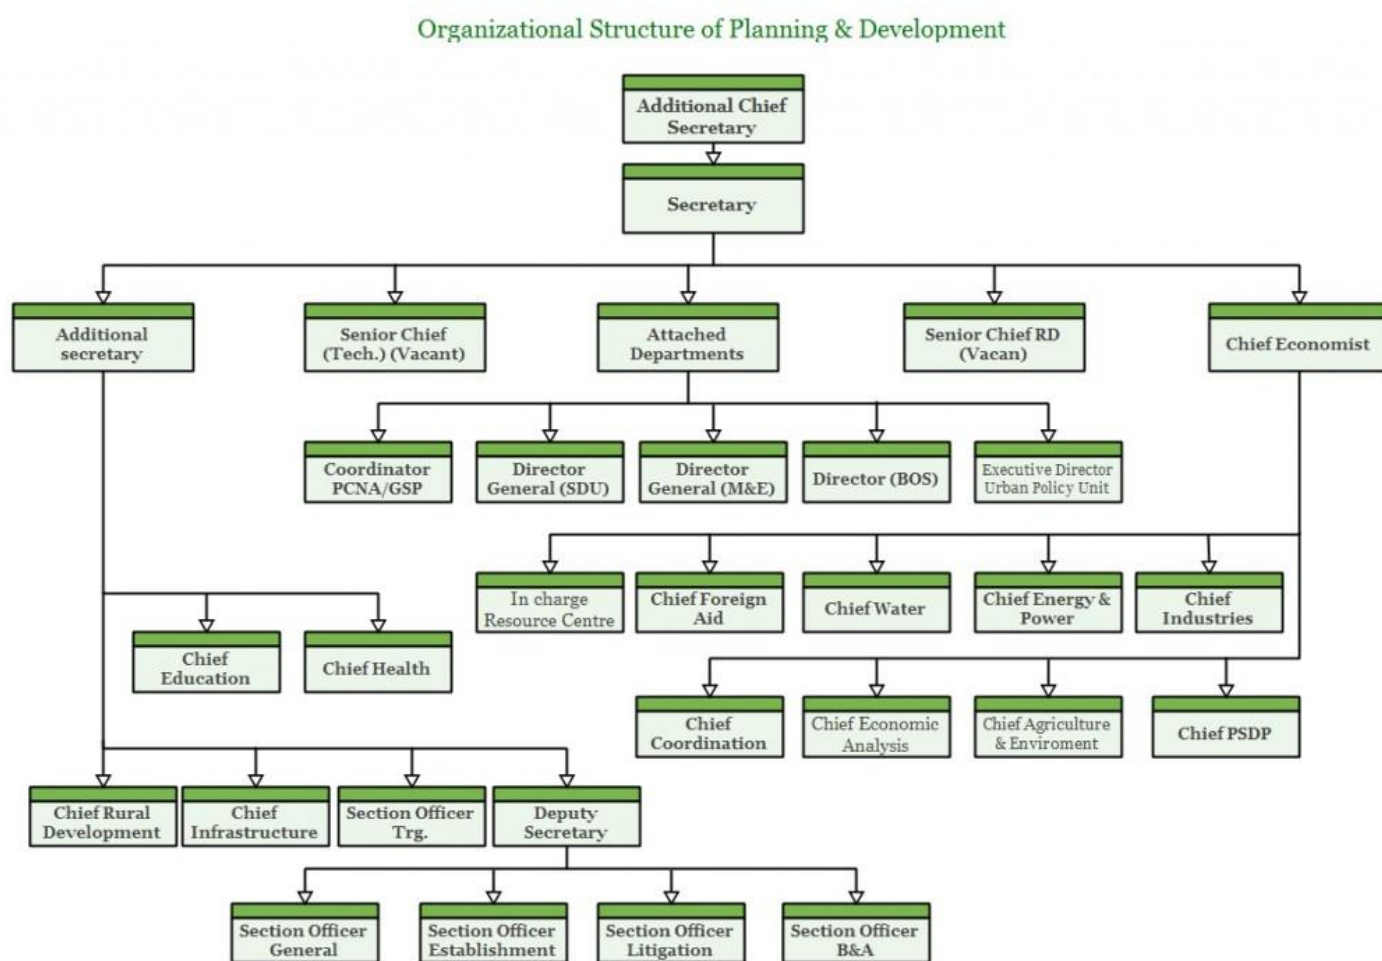 Organizational Structure of Planning & Development
Additional Chief
Secretary
Secretary
Additional
secretary
Senior Chief
(Tech.) (Vacant)
Attached
Departments
Senior Chief RD
(Vacan)
Chief Economist
Coordinator
PCNA/GSP
Director
General (SDU)
Director
General (M&E)
Director (BOS)
Executive Director
Urban Policy Unit
In charge
Resource Centre
Chief Foreign
Aid
Chief Water
Chief Energy &
Power
Chief
Industries
Chief
Education
Chief Health
Chief
Coordination
Chief Economic
Analysis
Chief Agriculture
& Enviroment
Chief PSDP
Chief Rural
Development
Chief
Infrastructure
Section Officer
Trg.
Deputy
Secretary
Section Officer
General
Section Officer
Establishment
Section Officer
Litigation
Section Officer
B&A